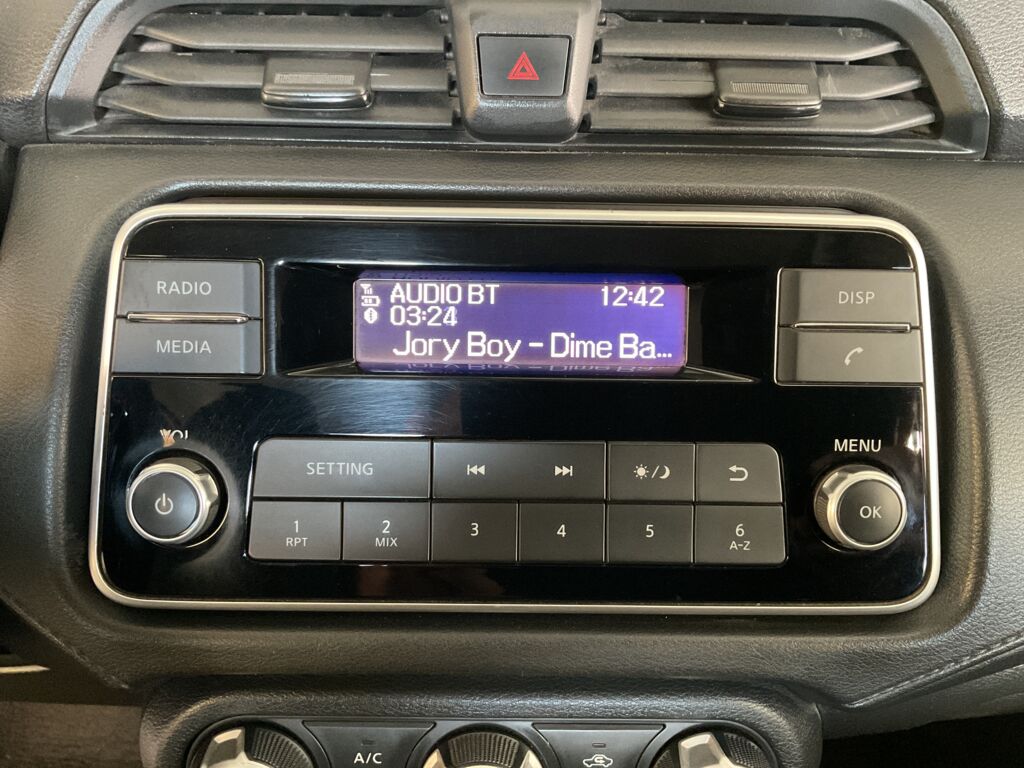 RADIO
MEDIA
AUDIO BT 12:42
03:24
Jory Boy - Dime Ba...
DISP
VOL
MENU
SETTING
OK
1
RPT
2
MIX
3
4
5
6
A-Z
A/C